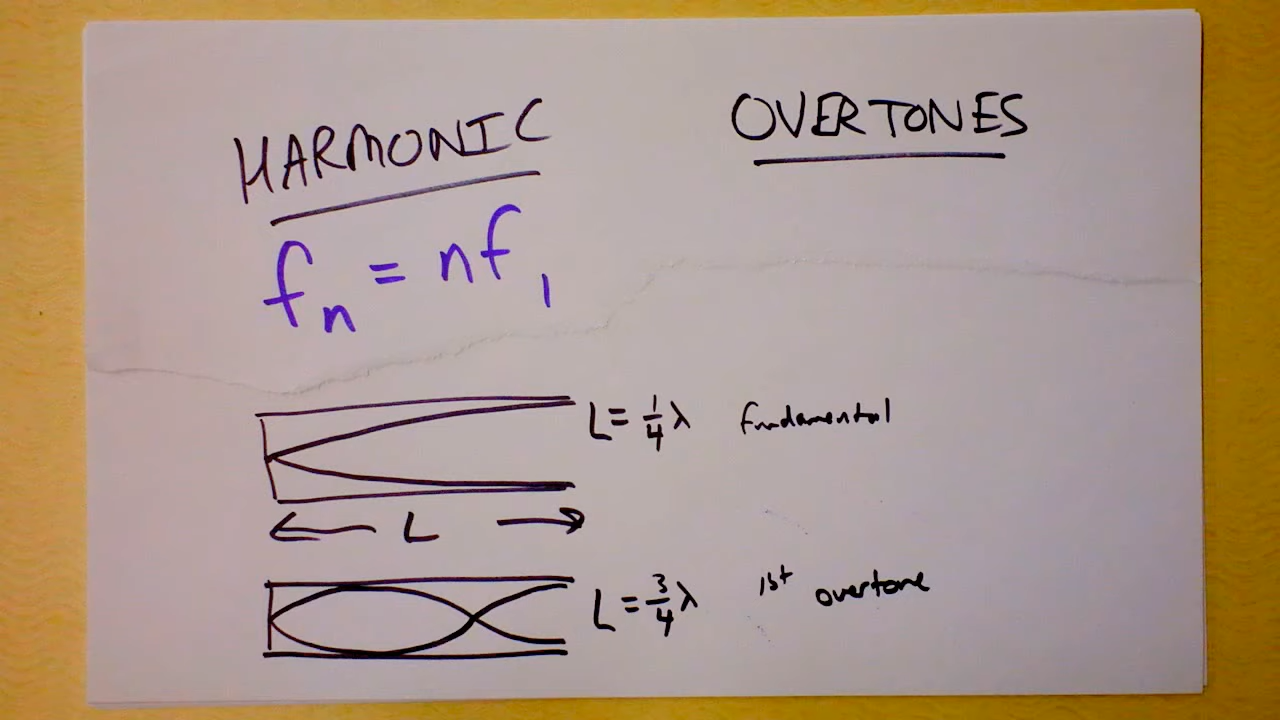 HARMONIC
OVERTONES
fₙ = nf₁
L = 1/4 λ fundamental
L
L = 3/4 λ 1st overtone